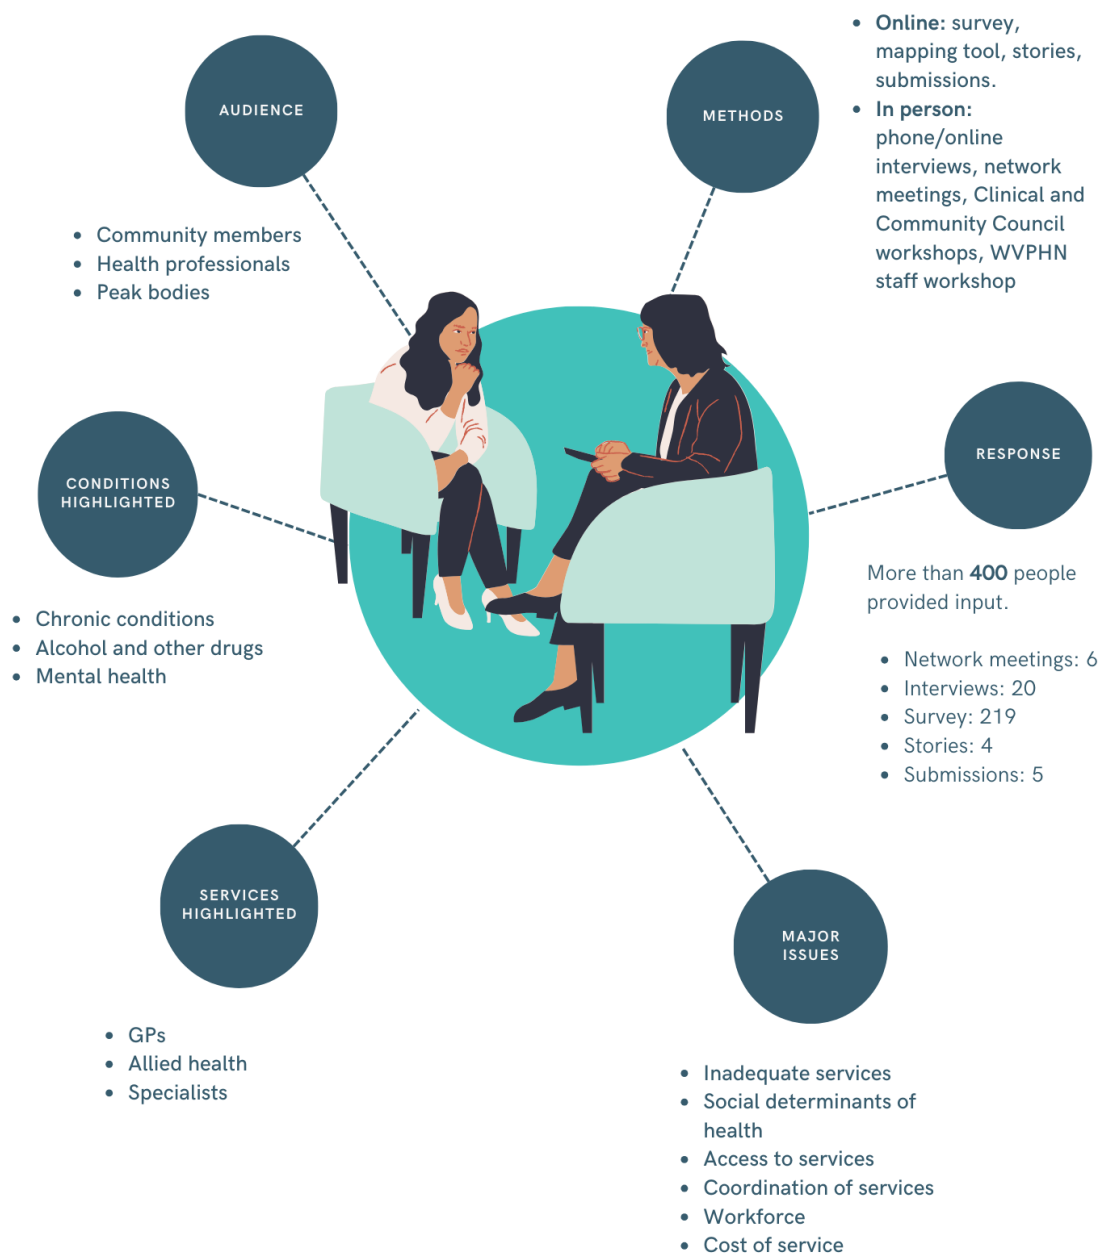 AUDIENCE
• Community members
• Health professionals
• Peak bodies
METHODS
• Online: survey,
mapping tool, stories,
submissions.
• In person:
phone/online
interviews, network
meetings, Clinical and
Community Council
workshops, WVPHN
staff workshop
CONDITIONS
HIGHLIGHTED
• Chronic conditions
• Alcohol and other drugs
• Mental health
RESPONSE
More than 400 people
provided input.
• Network meetings: 6
• Interviews: 20
• Survey: 219
• Stories: 4
• Submissions: 5
SERVICES
HIGHLIGHTED
• GPs
• Allied health
• Specialists
MAJOR
ISSUES
• Inadequate services
• Social determinants of
health
• Access to services
• Coordination of services
• Workforce
• Cost of service